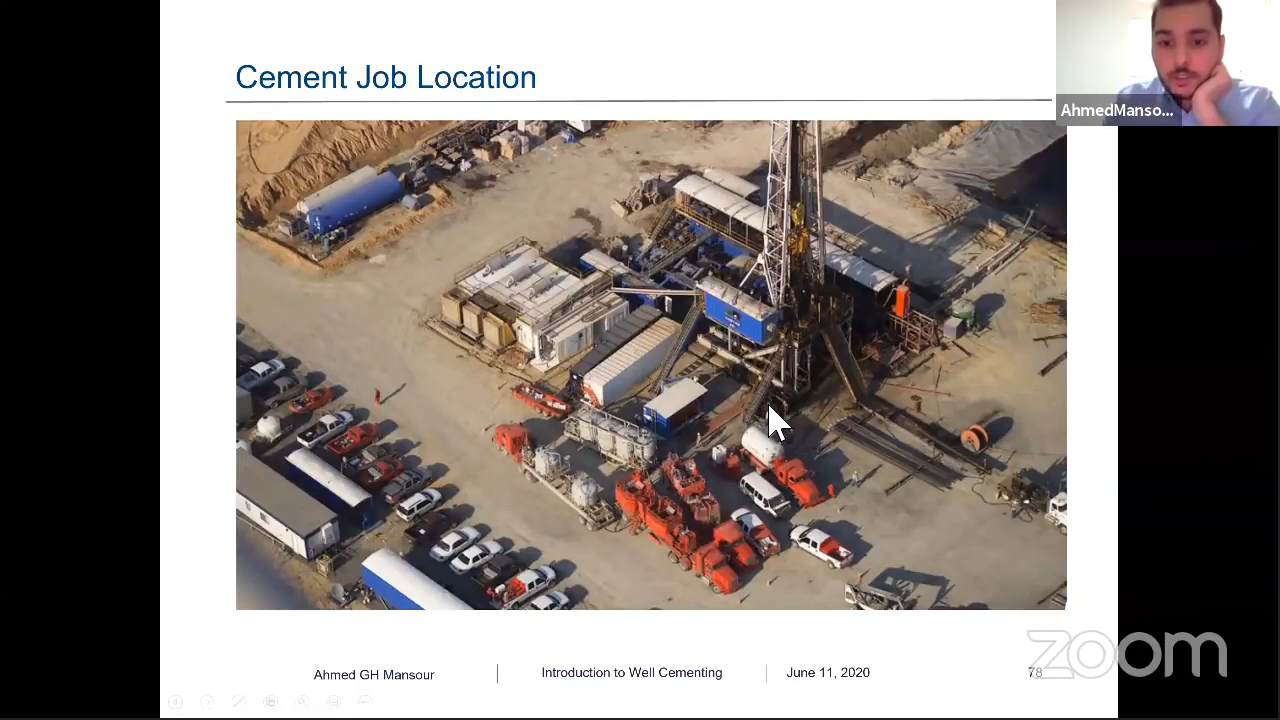 Cement Job Location
AhmedManso...
Ahmed GH Mansour
Introduction to Well Cementing
June 11, 2020
78
zoom